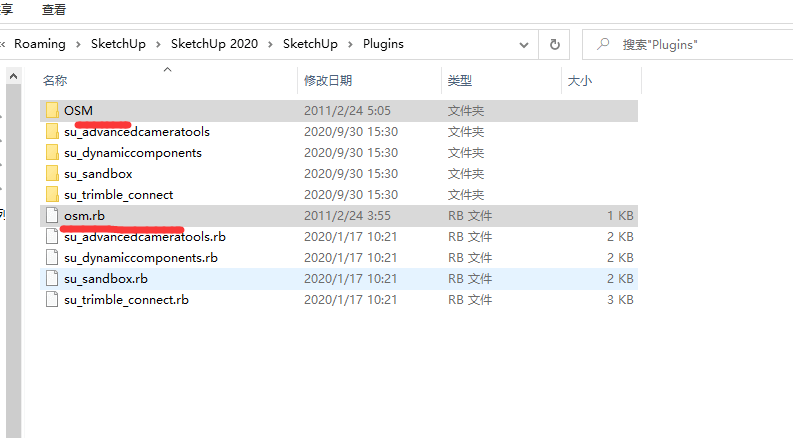 享 查看
« Roaming > SketchUp > SketchUp 2020 > SketchUp > Plugins 搜索"Plugins"
名称 修改日期 类型 大小
OSM 2011/2/24 5:05 文件夹
su_advancedcameratools 2020/9/30 15:30 文件夹
su_dynamiccomponents 2020/9/30 15:30 文件夹
su_sandbox 2020/9/30 15:30 文件夹
su_trimble_connect 2020/9/30 15:30 文件夹
osm.rb 2011/2/24 3:55 RB 文件 1 KB
su_advancedcameratools.rb 2020/1/17 10:21 RB 文件 2 KB
su_dynamiccomponents.rb 2020/1/17 10:21 RB 文件 2 KB
su_sandbox.rb 2020/1/17 10:21 RB 文件 2 KB
su_trimble_connect.rb 2020/1/17 10:21 RB 文件 3 KB